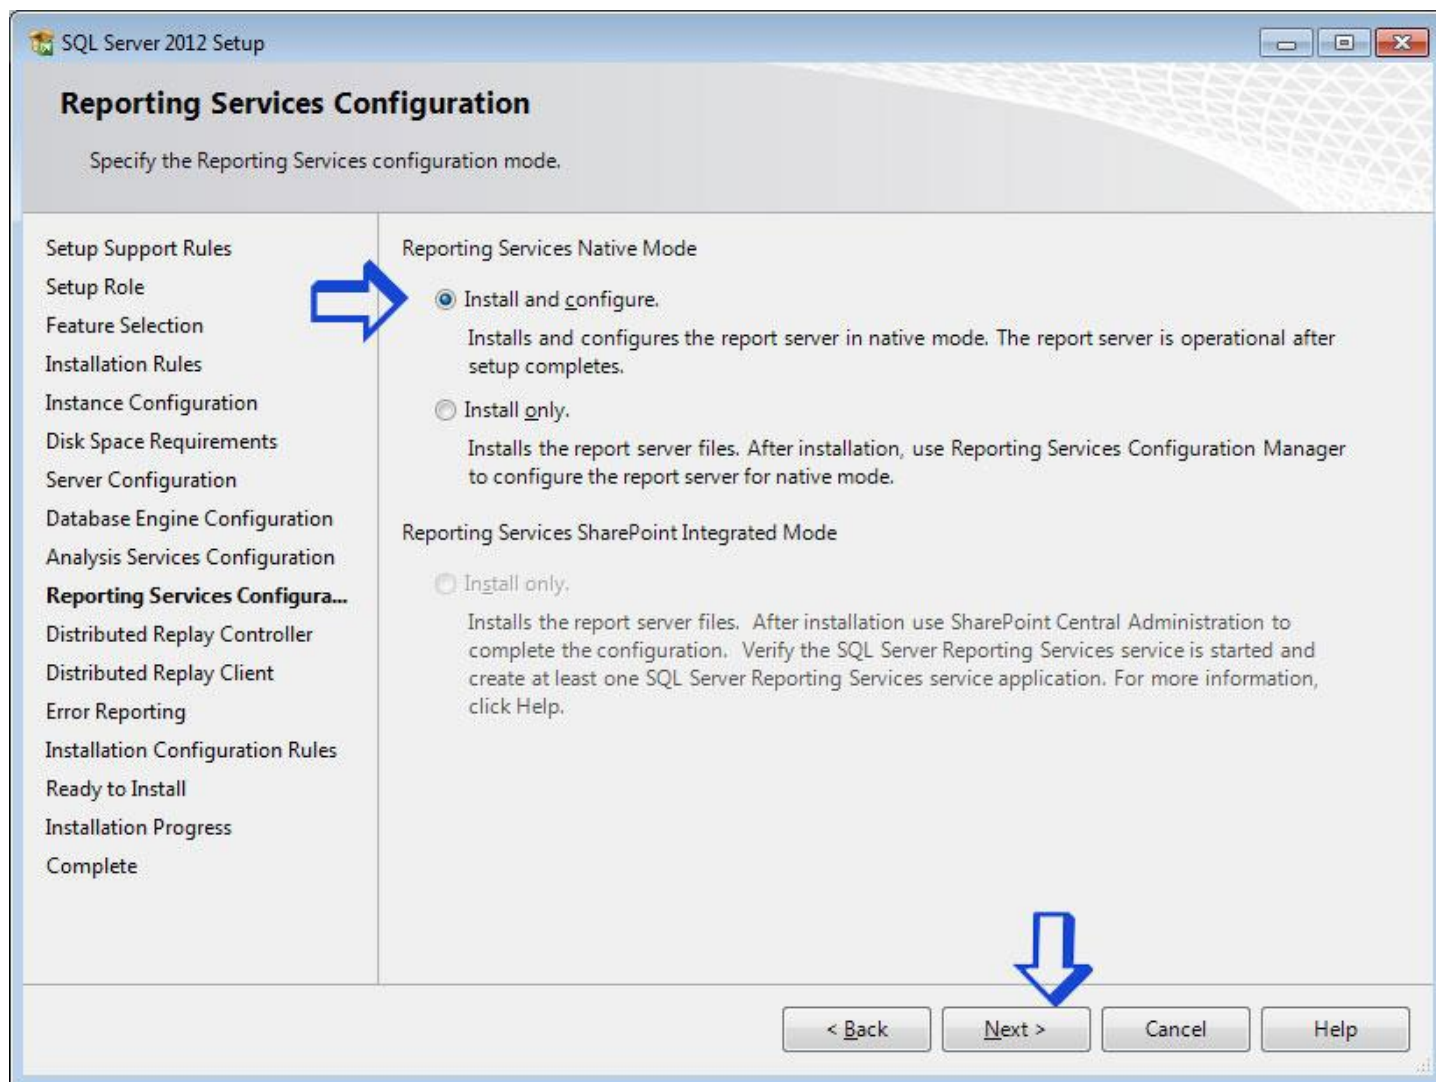 SQL Server 2012 Setup
Reporting Services Configuration
Specify the Reporting Services configuration mode.
Setup Support Rules
Setup Role
Feature Selection
Installation Rules
Instance Configuration
Disk Space Requirements
Server Configuration
Database Engine Configuration
Analysis Services Configuration
Reporting Services Configura...
Distributed Replay Controller
Distributed Replay Client
Error Reporting
Installation Configuration Rules
Ready to Install
Installation Progress
Complete
Reporting Services Native Mode
Install and configure.
Installs and configures the report server in native mode. The report server is operational after
setup completes.
Install only.
Installs the report server files. After installation, use Reporting Services Configuration Manager
to configure the report server for native mode.
Reporting Services SharePoint Integrated Mode
Install only.
Installs the report server files.  After installation use SharePoint Central Administration to
complete the configuration.  Verify the SQL Server Reporting Services service is started and
create at least one SQL Server Reporting Services service application. For more information,
click Help.
< Back
Next >
Cancel
Help